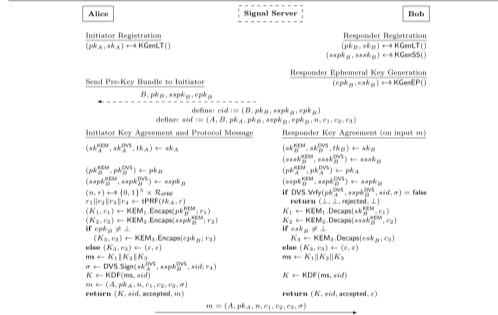 Alice Signal Server Bob
Initiator Registration Responder Registration
(pk_A, sk_A) ←$ KGenLT() (pk_B, sk_B) ←$ KGenLT()
(sspk_B, sssk_B) ←$ KGenSS()
Responder Ephemeral Key Generation
Send Pre-Key Bundle to Initiator (epk_B, esk_B) ←$ KGenEP()
B, pk_B, sspk_B, epk_B
define: cid := (B, pk_B, sspk_B, epk_B)
define: sid := (A, B, pk_A, pk_B, sspk_B, epk_B, n, c_1, c_2, c_3)
Initiator Key Agreement and Protocol Message Responder Key Agreement (on input m)
(sk_A^KEM, sk_A^DVS, tk_A) ← sk_A (sk_B^KEM, sk_B^DVS, tk_B) ← sk_B
(sssk_B^KEM, sssk_B^DVS) ← sssk_B
(pk_B^KEM, pk_B^DVS) ← pk_B (pk_A^KEM, pk_A^DVS) ← pk_A
(sspk_B^KEM, sspk_B^DVS) ← sspk_B (sspk_B^KEM, sspk_B^DVS) ← sspk_B
(n, r) ←$ {0, 1}^λ × R if DVS.Vrfy(pk_A^DVS, sspk_B^DVS, sid, σ) = false
r_1∥r_2∥r_3∥r_4 ← tPRF(tk_A, r) return (⊥, ⊥, rejected, ⊥)
(K_1, c_1) ← KEM_1.Encaps(pk_B^KEM; r_1) K_1 ← KEM_1.Decaps(sk_B^KEM, c_1)
(K_2, c_2) ← KEM_2.Encaps(sspk_B^KEM; r_2) K_2 ← KEM_2.Decaps(sssk_B^KEM, c_2)
if epk_B ≠ ⊥ if esk_B ≠ ⊥
(K_3, c_3) ← KEM_3.Encaps(epk_B; r_3) K_3 ← KEM_3.Decaps(esk_B, c_3)
else (K_3, c_3) ← (ε, ε) else (K_3, c_3) ← (ε, ε)
ms ← K_1∥K_2∥K_3 ms ← K_1∥K_2∥K_3
σ ← DVS.Sign(sk_A^DVS, sspk_B^DVS, sid; r_4)
K ← KDF(ms, sid) K ← KDF(ms, sid)
m ← (A, pk_A, n, c_1, c_2, c_3, σ)
return (K, sid, accepted, m) return (K, sid, accepted, ε)
m = (A, pk_A, n, c_1, c_2, c_3, σ)